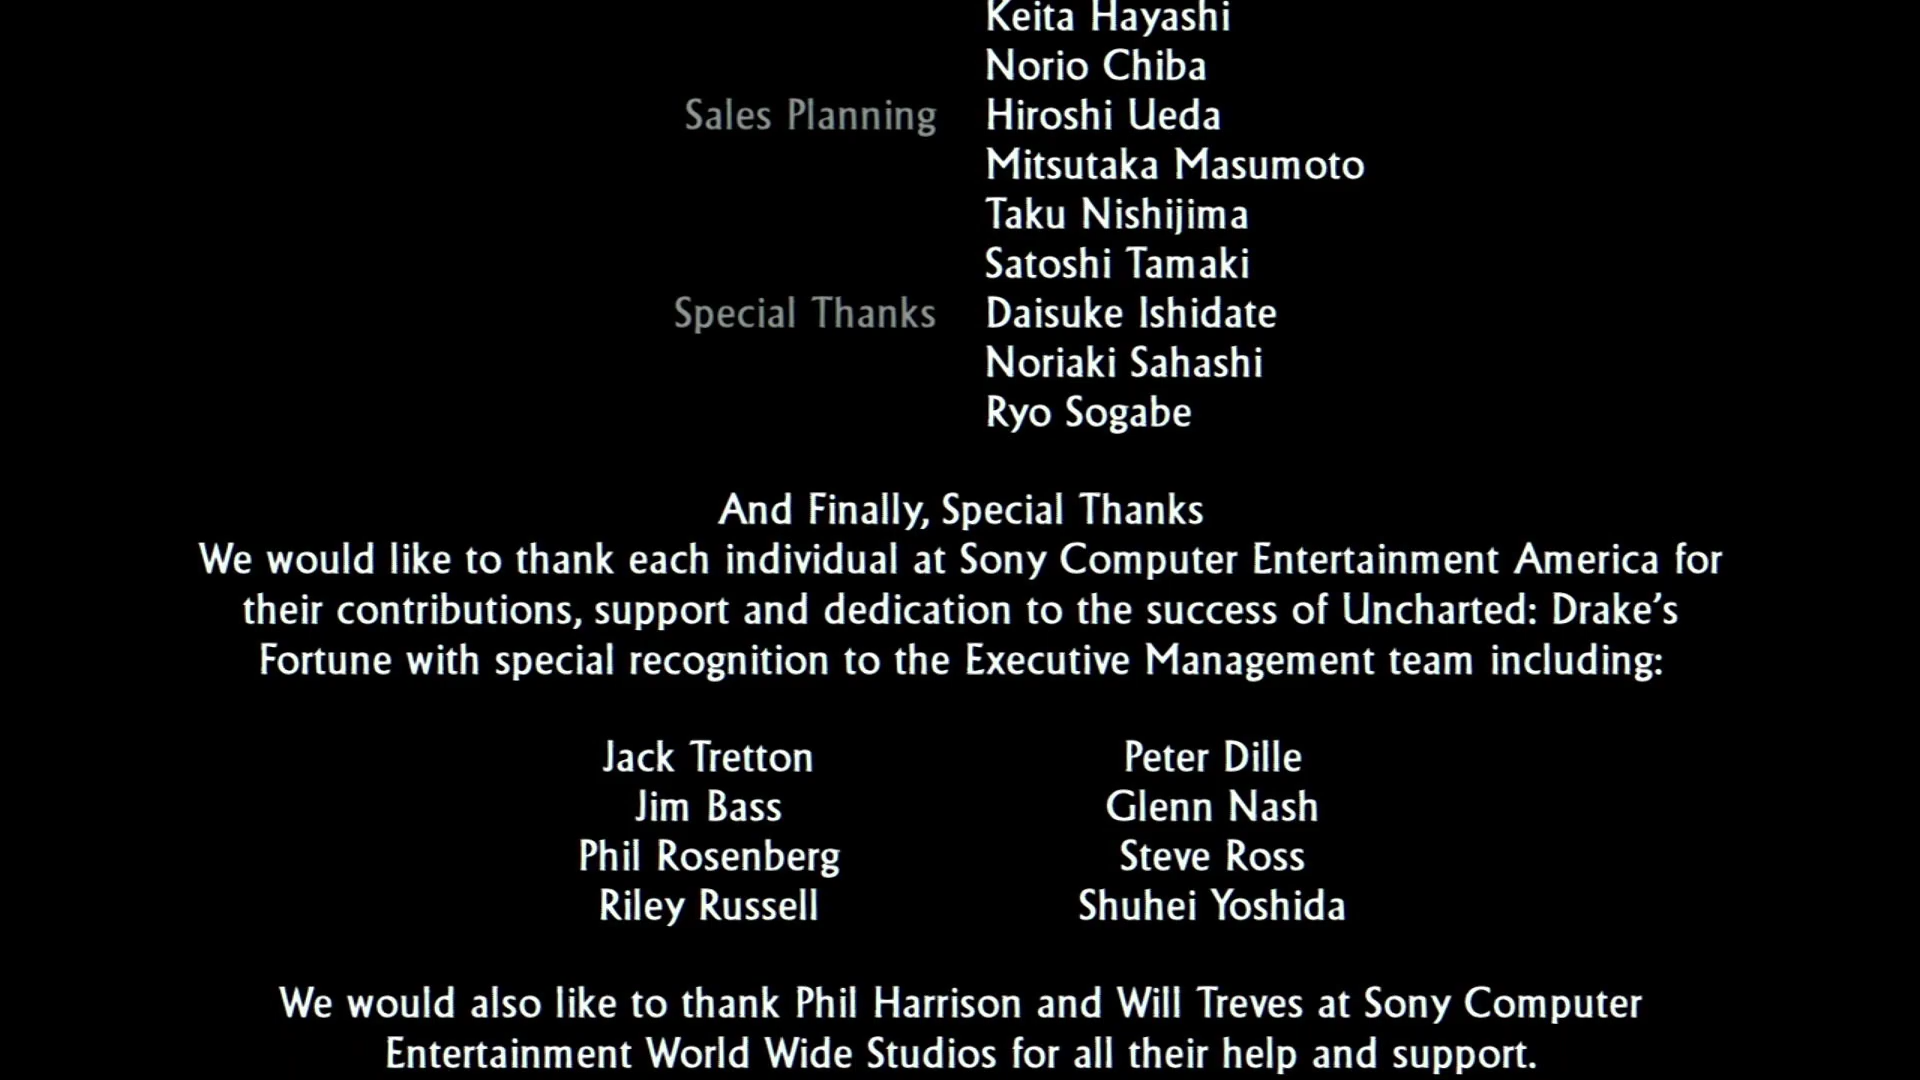 Keita Hayashi
Norio Chiba
Sales Planning Hiroshi Ueda
Mitsutaka Masumoto
Taku Nishijima
Satoshi Tamaki
Special Thanks Daisuke Ishidate
Noriaki Sahashi
Ryo Sogabe
And Finally, Special Thanks
We would like to thank each individual at Sony Computer Entertainment America for
their contributions, support and dedication to the success of Uncharted: Drake's
Fortune with special recognition to the Executive Management team including:
Jack Tretton Peter Dille
Jim Bass Glenn Nash
Phil Rosenberg Steve Ross
Riley Russell Shuhei Yoshida
We would also like to thank Phil Harrison and Will Treves at Sony Computer
Entertainment World Wide Studios for all their help and support.